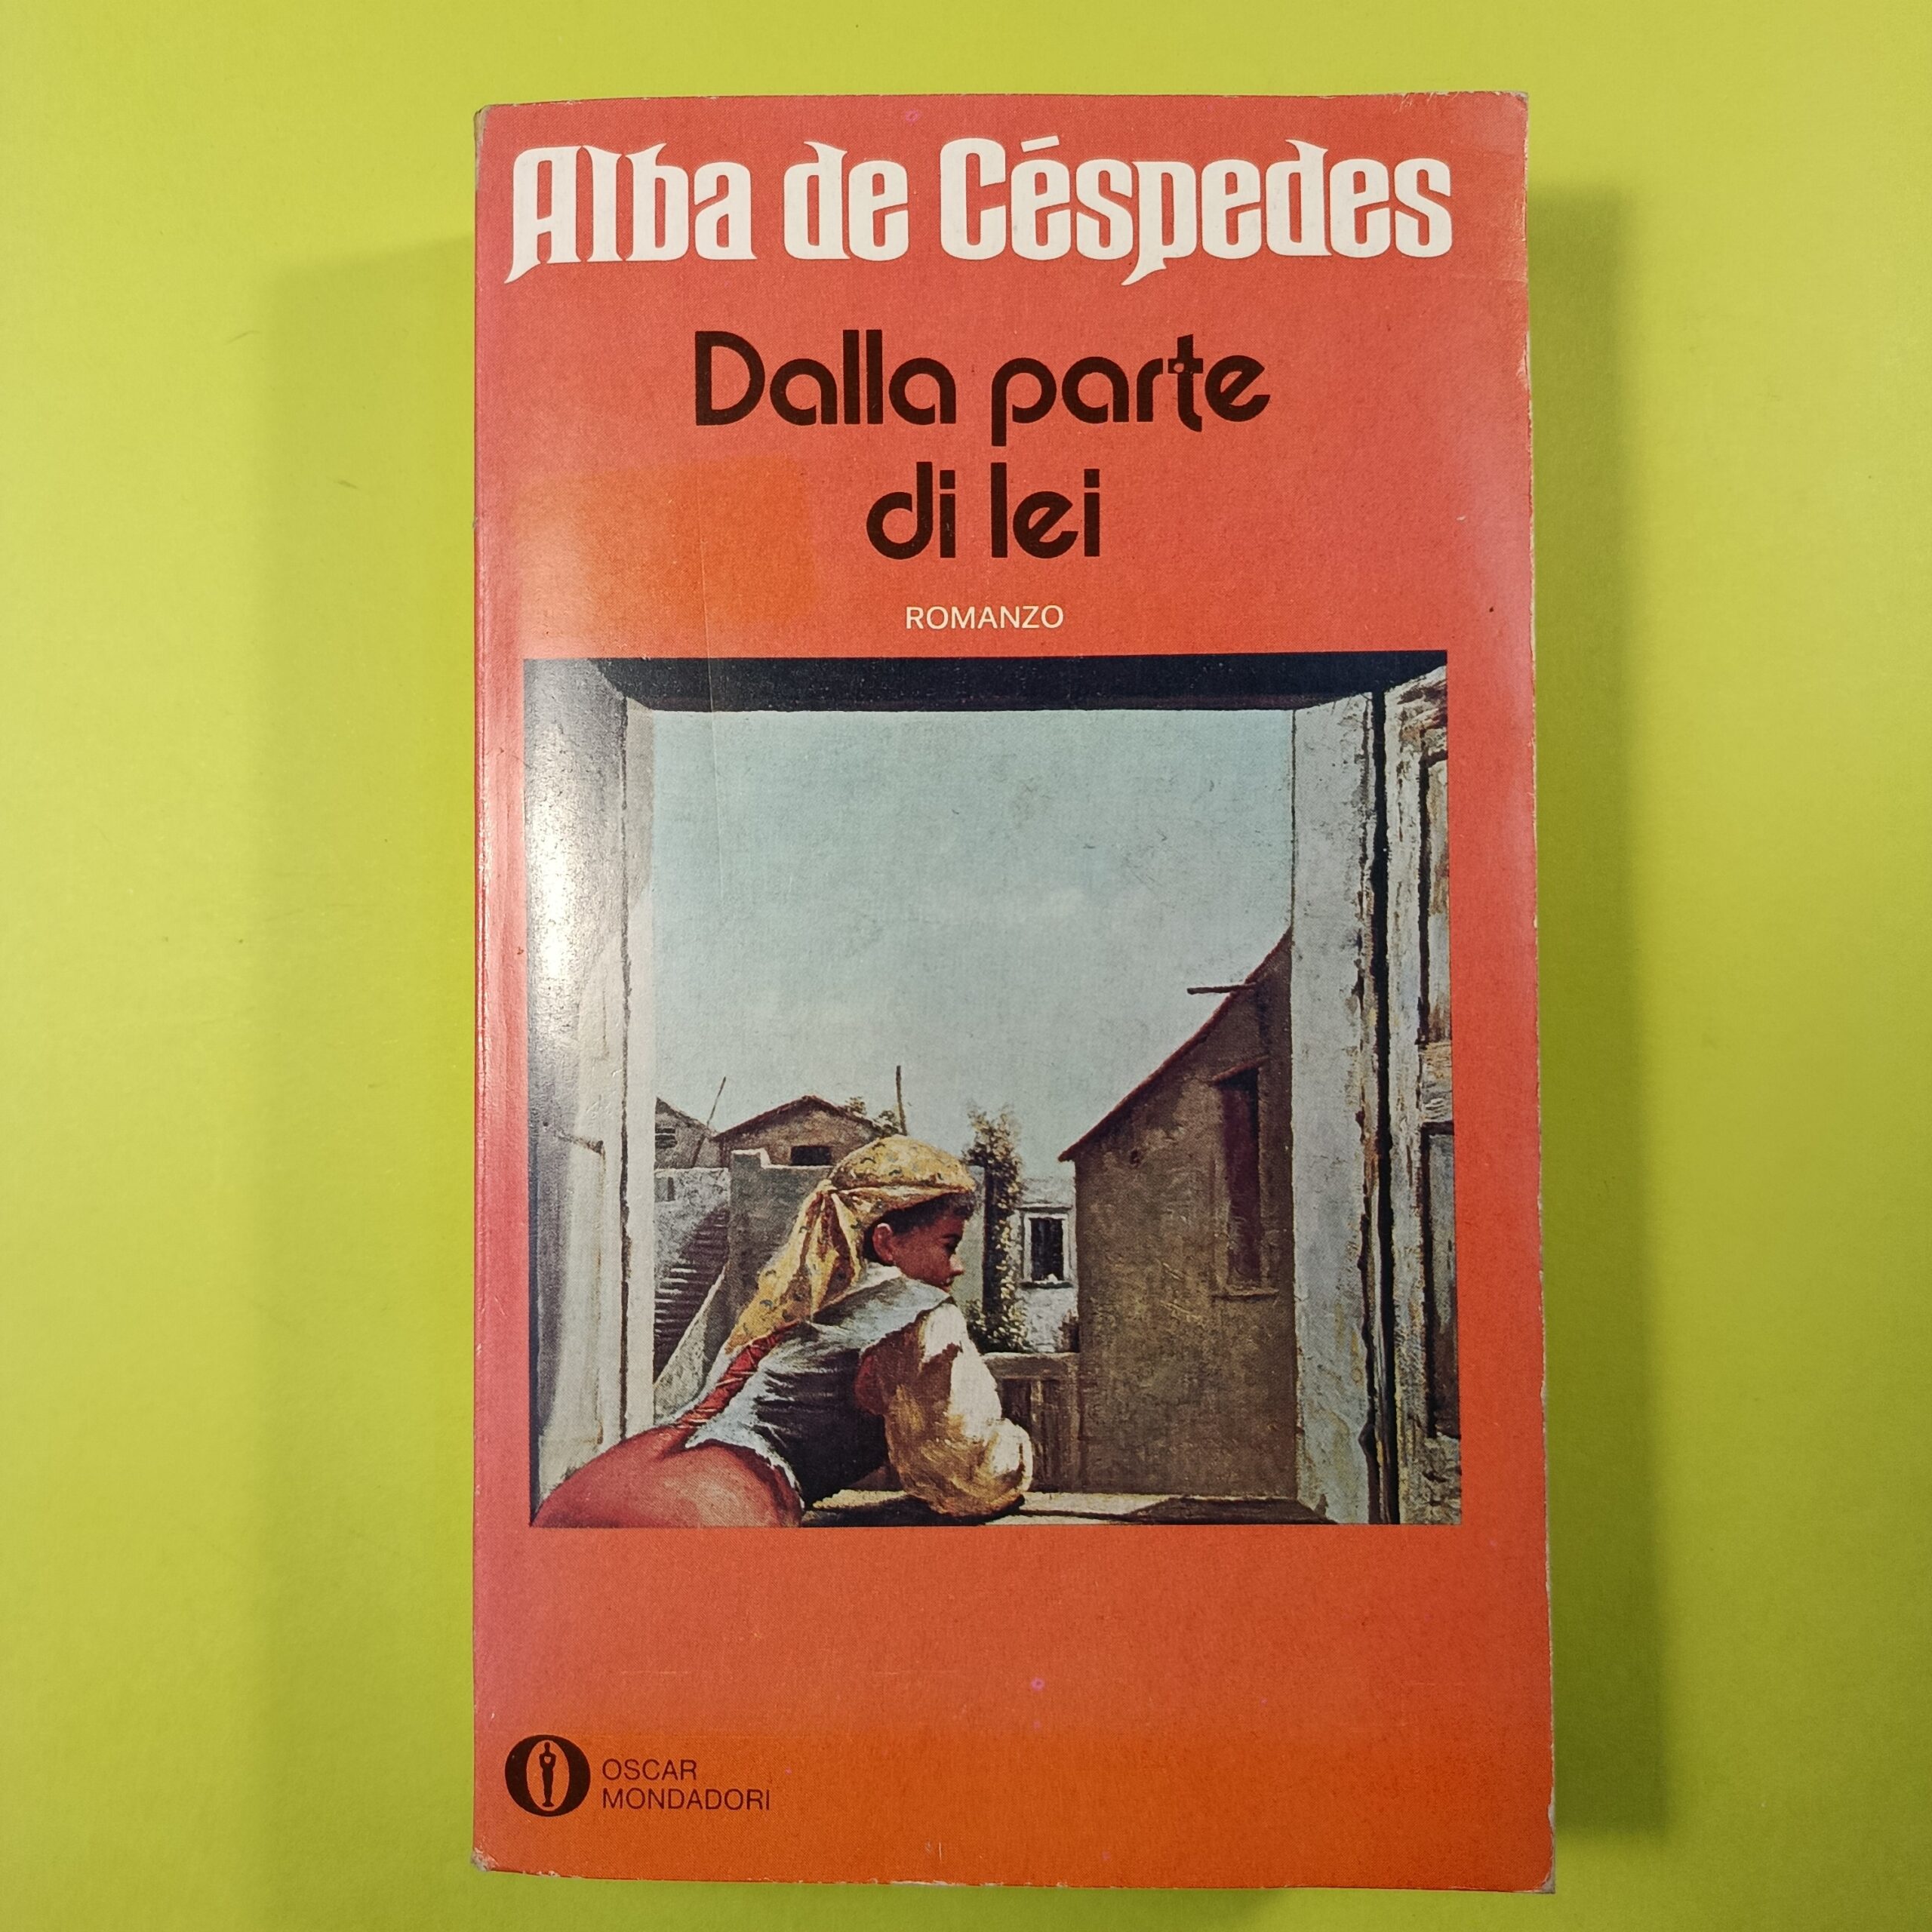 Alba de Céspedes
Dalla parte
di lei
ROMANZO
OSCAR
MONDADORI